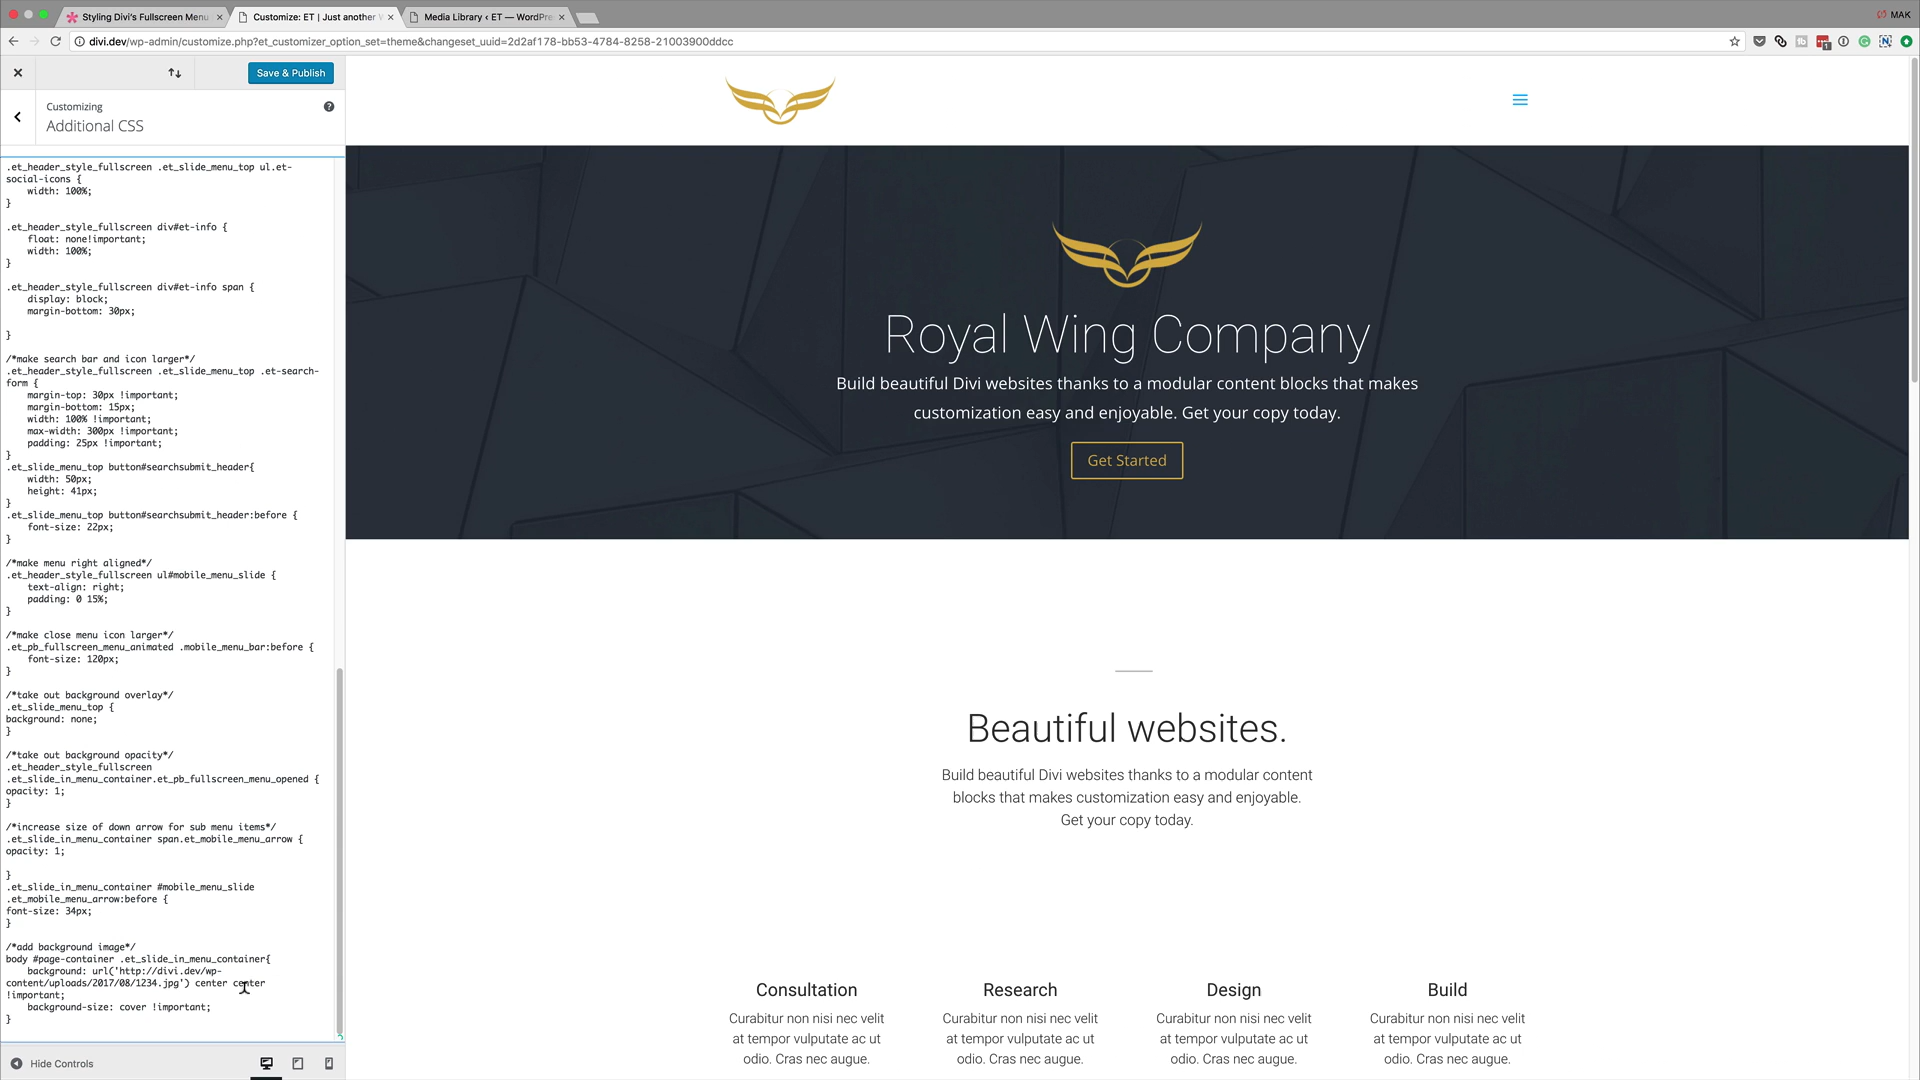 Styling Divi's Fullscreen Menu
Customize: ET | Just another W
Media Library ‹ ET — WordPre
MAK
divi.dev/wp-admin/customize.php?et_customizer_option_set=theme&changeset_uuid=2d2af178-bb53-4784-8258-21003900ddcc
Save & Publish
Customizing
Additional CSS
.et_header_style_fullscreen .et_slide_menu_top ul.et-
social-icons {
width: 100%;
}
.et_header_style_fullscreen div#et-info {
float: none!important;
width: 100%;
}
.et_header_style_fullscreen div#et-info span {
display: block;
margin-bottom: 30px;
}
/*make search bar and icon larger*/
.et_header_style_fullscreen .et_slide_menu_top .et-search-
form {
margin-top: 30px !important;
margin-bottom: 15px;
width: 100% !important;
max-width: 300px !important;
padding: 25px !important;
}
.et_slide_menu_top button#searchsubmit_header{
width: 50px;
height: 41px;
}
.et_slide_menu_top button#searchsubmit_header:before {
font-size: 22px;
}
/*make menu right aligned*/
.et_header_style_fullscreen ul#mobile_menu_slide {
text-align: right;
padding: 0 15%;
}
/*make close menu icon larger*/
.et_pb_fullscreen_menu_animated .mobile_menu_bar:before {
font-size: 120px;
}
/*take out background overlay*/
.et_slide_menu_top {
background: none;
}
/*take out background opacity*/
.et_header_style_fullscreen
.et_slide_in_menu_container.et_pb_fullscreen_menu_opened {
opacity: 1;
}
/*increase size of down arrow for sub menu items*/
.et_slide_in_menu_container span.et_mobile_menu_arrow {
opacity: 1;
}
.et_slide_in_menu_container #mobile_menu_slide
.et_mobile_menu_arrow:before {
font-size: 34px;
}
/*add background image*/
body #page-container .et_slide_in_menu_container{
background: url('http://divi.dev/wp-
content/uploads/2017/08/1234.jpg') center center
!important;
background-size: cover !important;
}
Hide Controls
Royal Wing Company
Build beautiful Divi websites thanks to a modular content blocks that makes
customization easy and enjoyable. Get your copy today.
Get Started
Beautiful websites.
Build beautiful Divi websites thanks to a modular content
blocks that makes customization easy and enjoyable.
Get your copy today.
Consultation
Curabitur non nisi nec velit
at tempor vulputate ac ut
odio. Cras nec augue.
Research
Curabitur non nisi nec velit
at tempor vulputate ac ut
odio. Cras nec augue.
Design
Curabitur non nisi nec velit
at tempor vulputate ac ut
odio. Cras nec augue.
Build
Curabitur non nisi nec velit
at tempor vulputate ac ut
odio. Cras nec augue.